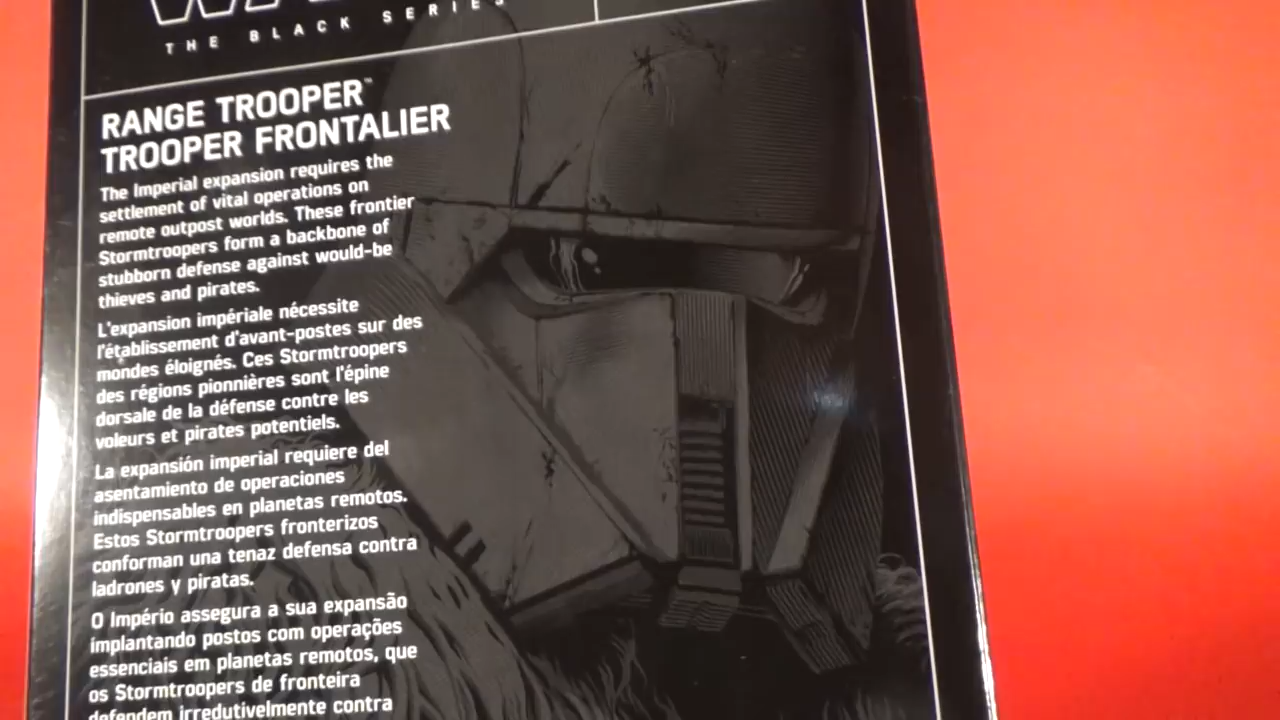 THE BLACK SERIES
RANGE TROOPER™
TROOPER FRONTALIER
The Imperial expansion requires the
settlement of vital operations on
remote outpost worlds. These frontier
Stormtroopers form a backbone of
stubborn defense against would-be
thieves and pirates.
L'expansion impériale nécessite
l'établissement d'avant-postes sur des
mondes éloignés. Ces Stormtroopers
des régions pionnières sont l'épine
dorsale de la défense contre les
voleurs et pirates potentiels.
La expansión imperial requiere del
asentamiento de operaciones
indispensables en planetas remotos.
Estos Stormtroopers fronterizos
conforman una tenaz defensa contra
ladrones y piratas.
O Império assegura a sua expansão
implantando postos com operações
essenciais em planetas remotos, que
os Stormtroopers de fronteira
defendem irredutivelmente contra